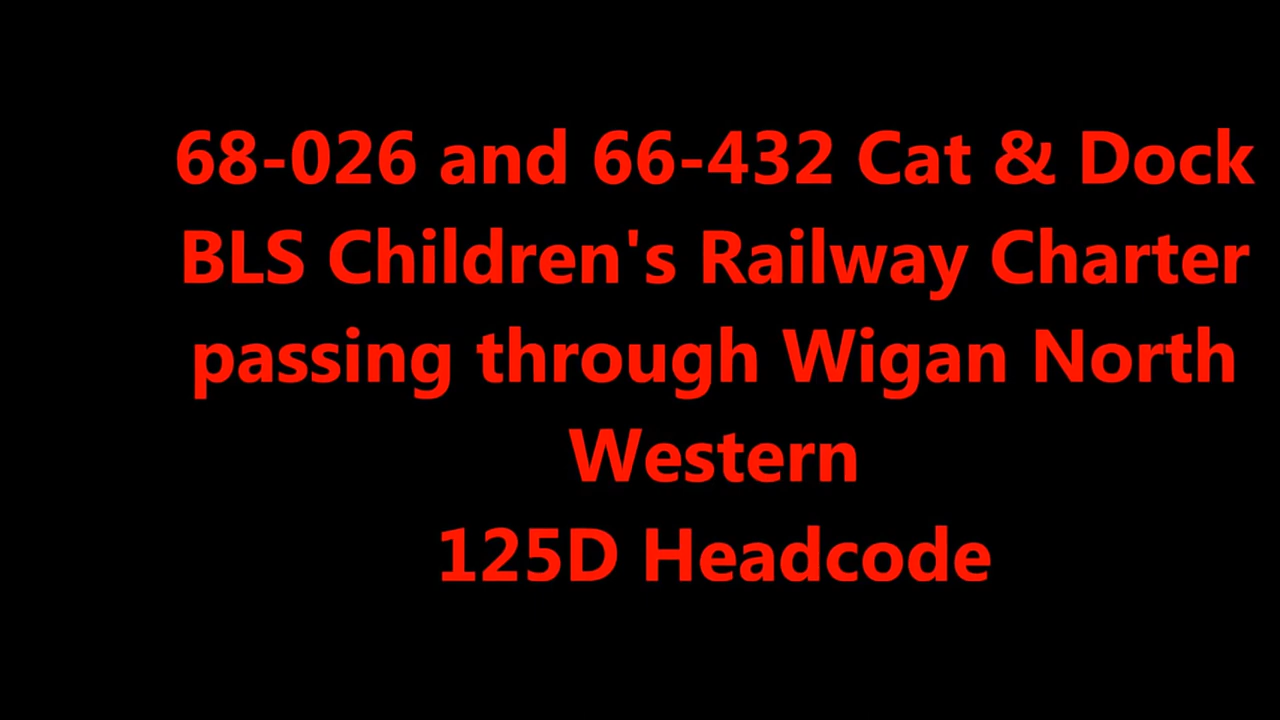 68-026 and 66-432 Cat & Dock
BLS Children's Railway Charter
passing through Wigan North
Western
125D Headcode